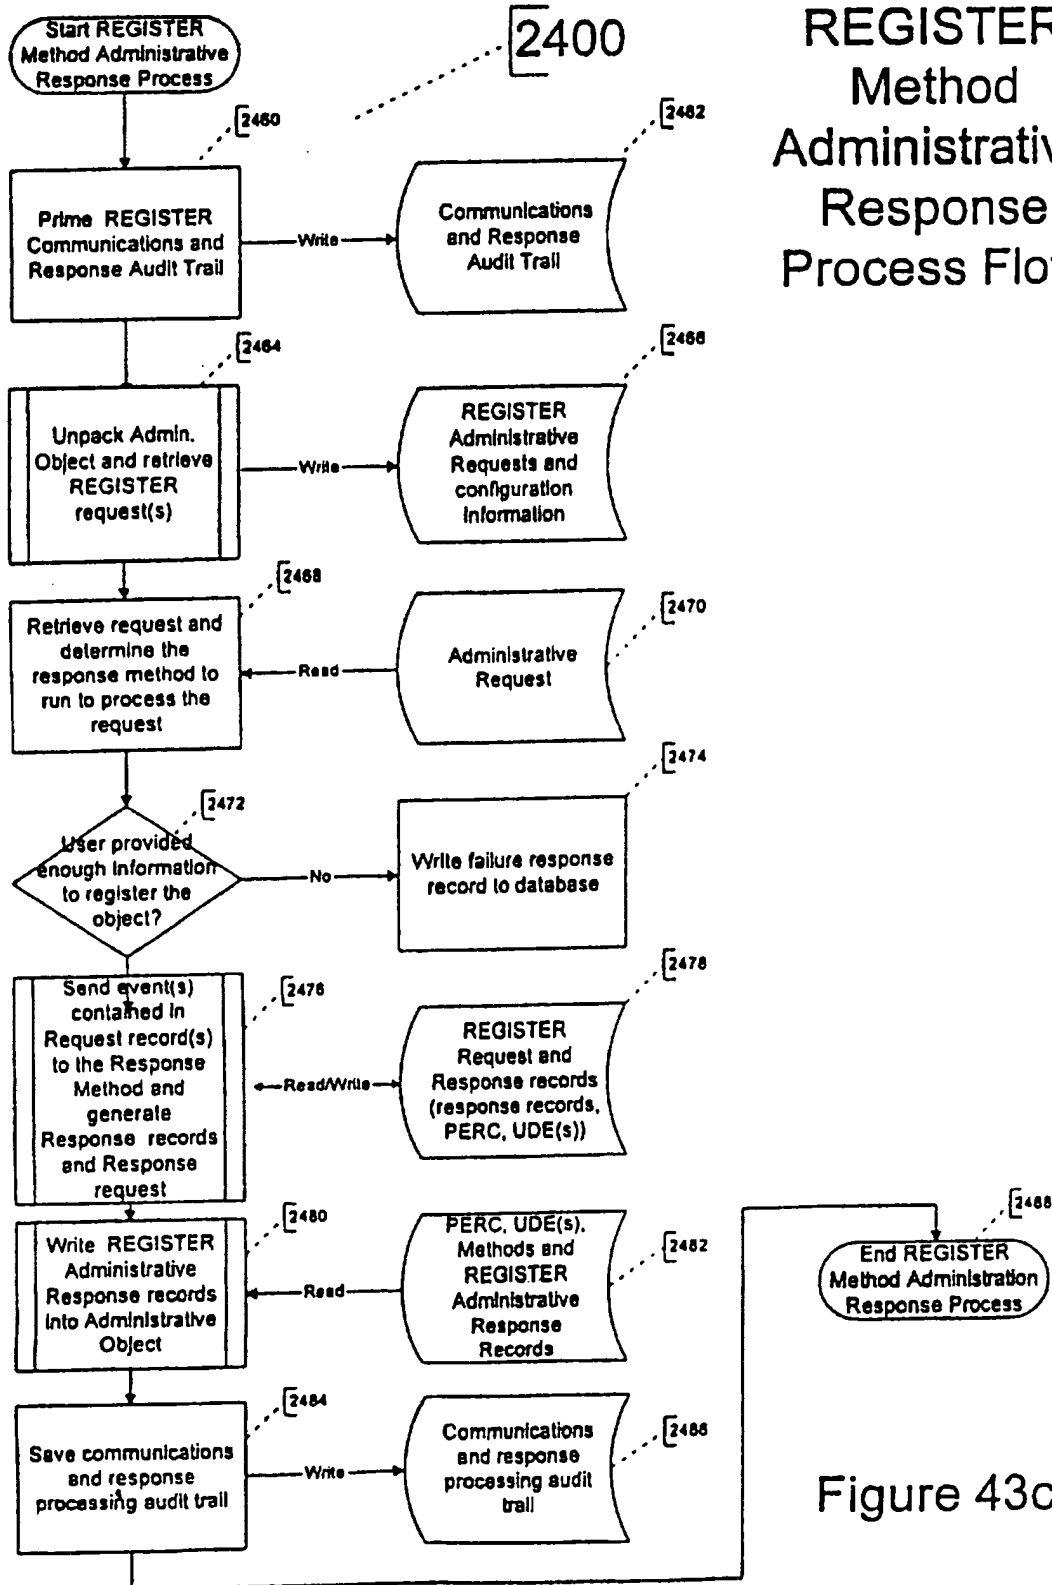 Start REGISTER
Method Administrative
Response Process
2400
REGISTER
Method
Administrativ
Response
Process Flo
2460
Prime REGISTER
Communications and
Response Audit Trail
Write
2462
Communications
and Response
Audit Trail
2464
Unpack Admin.
Object and retrieve
REGISTER
request(s)
Write
2466
REGISTER
Administrative
Requests and
configuration
Information
2468
Retrieve request and
determine the
response method to
run to process the
request
Read
2470
Administrative
Request
2472
User provided
enough information
to register the
object?
No
2474
Write failure response
record to database
2476
Send event(s)
contained in
Request record(s)
to the Response
Method and
generate
Response records
and Response
request
Read/Write
2478
REGISTER
Request and
Response records
(response records,
PERC, UDE(s))
2480
Write REGISTER
Administrative
Response records
into Administrative
Object
Read
2482
PERC, UDE(s),
Methods and
REGISTER
Administrative
Response
Records
2484
Save communications
and response
processing audit trail
Write
2486
Communications
and response
processing audit
trail
2488
End REGISTER
Method Administration
Response Process
Figure 43c